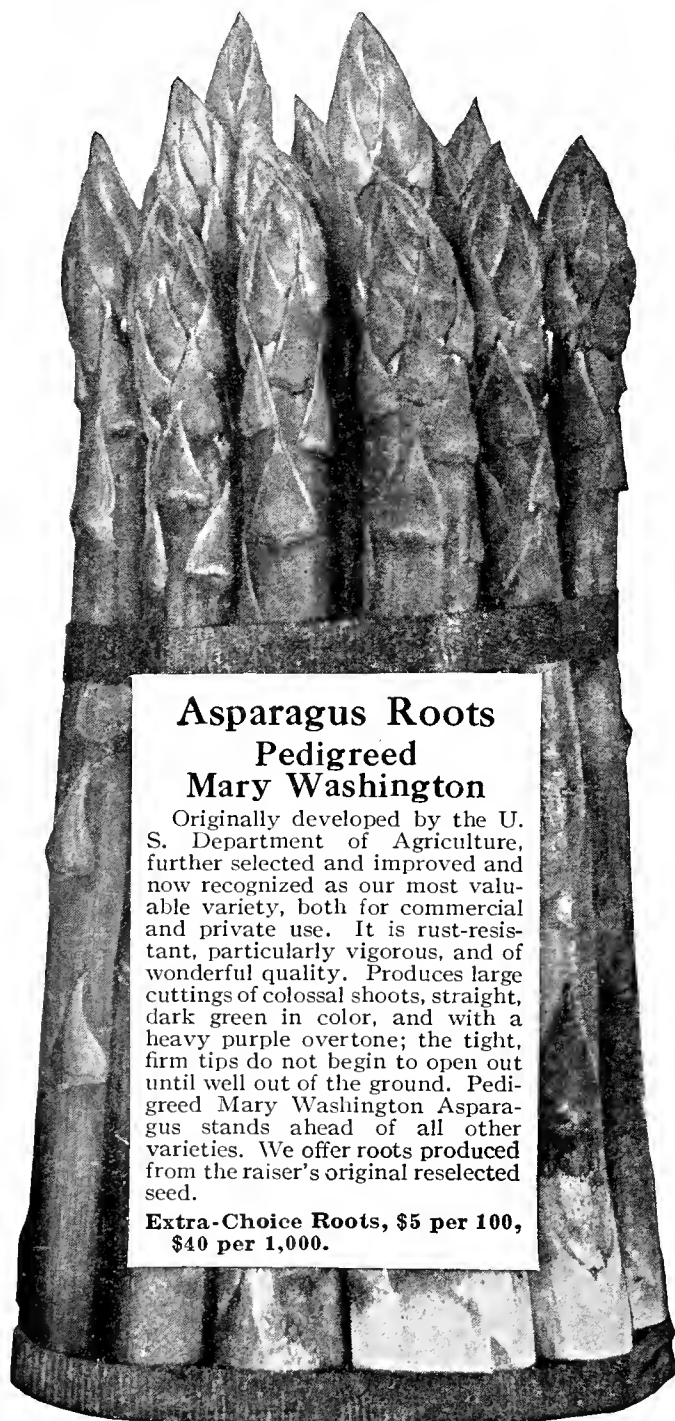 Asparagus Roots
Pedigreed
Mary Washington
Originally developed by the U.
S. Department of Agriculture,
further selected and improved and
now recognized as our most valu-
able variety, both for commercial
and private use. It is rust-resis-
tant, particularly vigorous, and of
wonderful quality. Produces large
cuttings of colossal shoots, straight,
dark green in color, and with a
heavy purple overtone; the tight,
firm tips do not begin to open out
until well out of the ground. Pedi-
greed Mary Washington Aspara-
gus stands ahead of all other
varieties. We offer roots produced
from the raiser's original reselected
seed.
Extra-Choice Roots, $5 per 100,
$40 per 1,000.